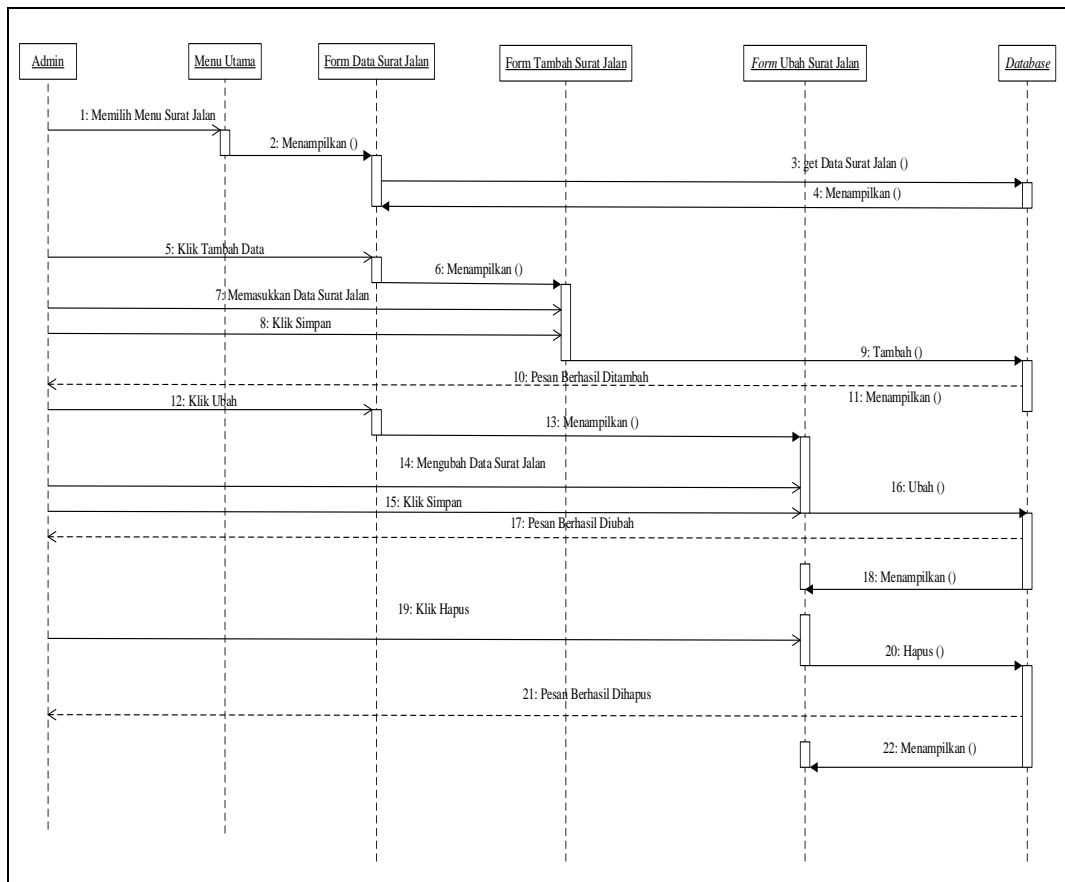 Admin
Menu Utama
Form Data Surat Jalan
Form Tambah Surat Jalan
Form Ubah Surat Jalan
Database
1: Memilih Menu Surat Jalan
2: Menampilkan ()
3: get Data Surat Jalan ()
4: Menampilkan ()
5: Klik Tambah Data
6: Menampilkan ()
7: Memasukkan Data Surat Jalan
8: Klik Simpan
9: Tambah ()
10: Pesan Berhasil Ditambah
11: Menampilkan ()
12: Klik Ubah
13: Menampilkan ()
14: Mengubah Data Surat Jalan
15: Klik Simpan
16: Ubah ()
17: Pesan Berhasil Diubah
18: Menampilkan ()
19: Klik Hapus
20: Hapus ()
21: Pesan Berhasil Dihapus
22: Menampilkan ()